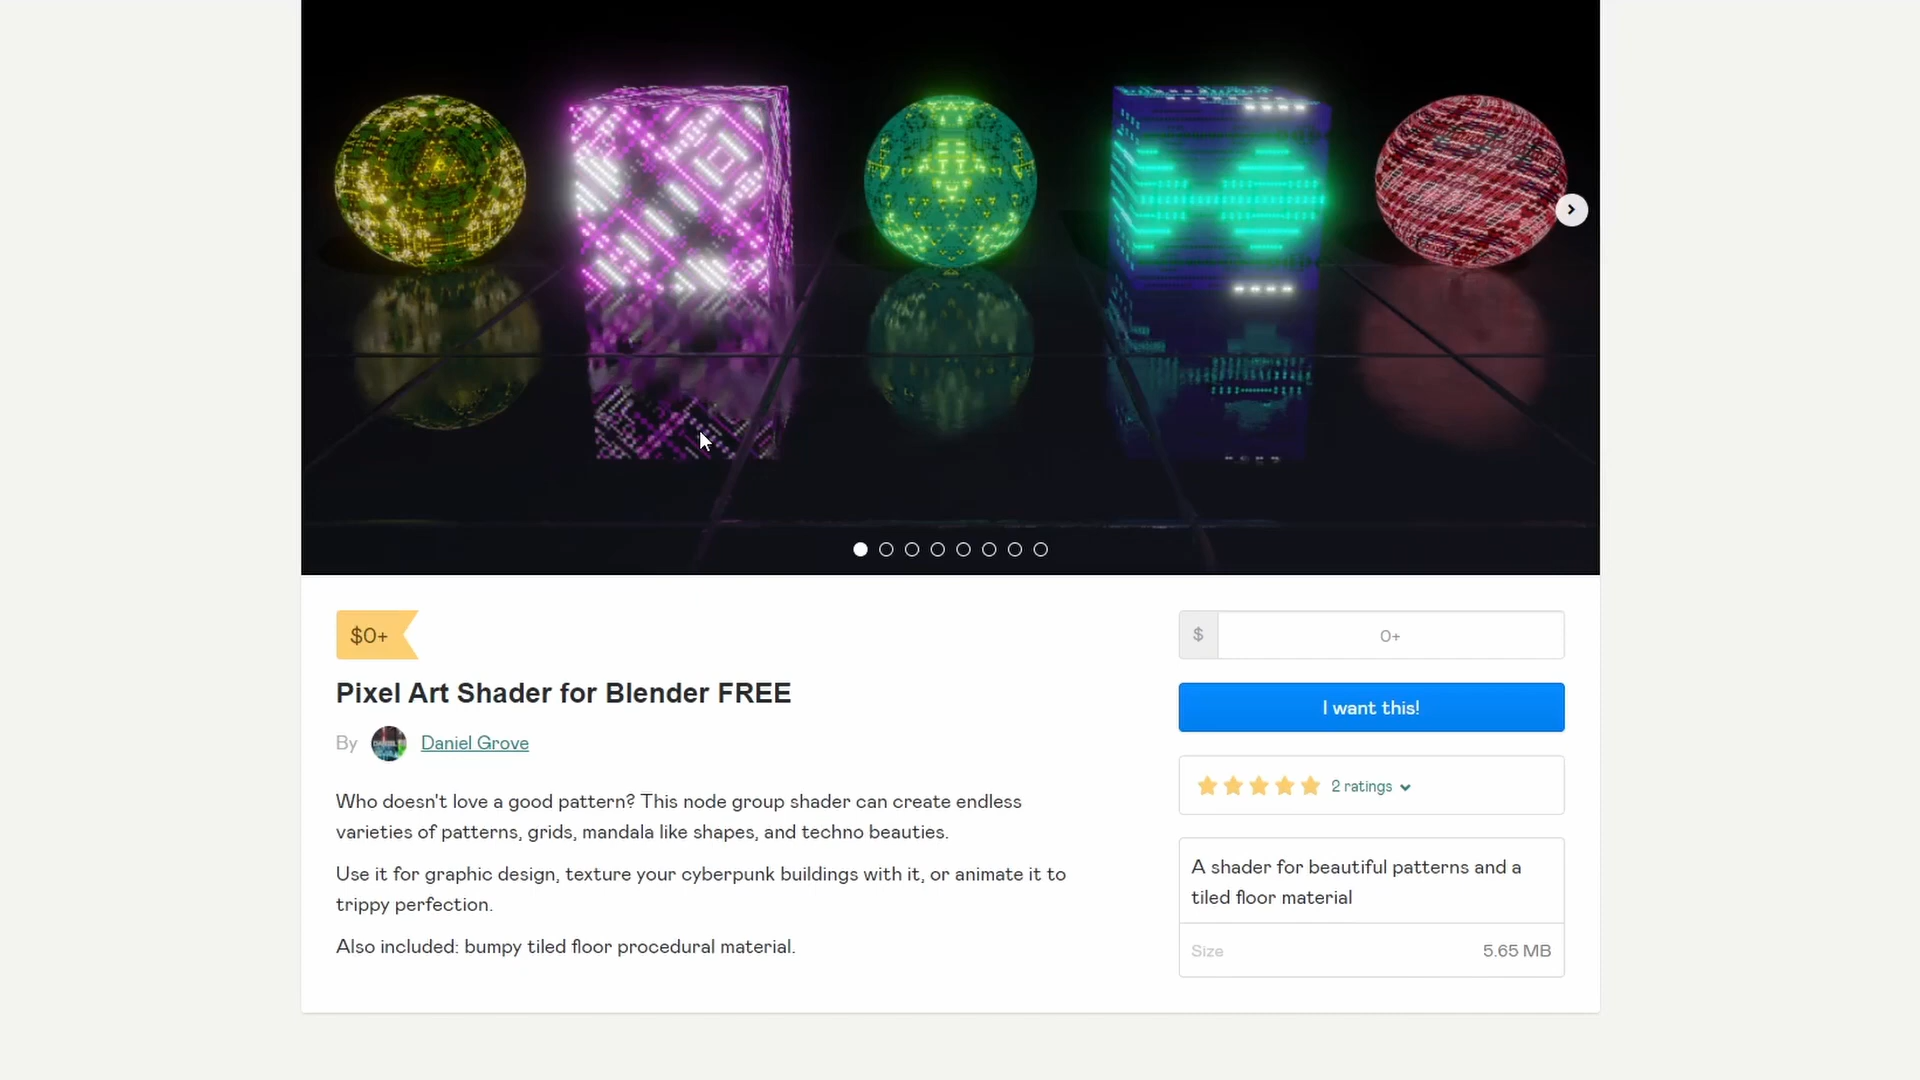 $0+
$ 0+
Pixel Art Shader for Blender FREE
I want this!
By Daniel Grove
2 ratings
Who doesn't love a good pattern? This node group shader can create endless
varieties of patterns, grids, mandala like shapes, and techno beauties.
Use it for graphic design, texture your cyberpunk buildings with it, or animate it to
trippy perfection.
Also included: bumpy tiled floor procedural material.
A shader for beautiful patterns and a
tiled floor material
Size 5.65 MB